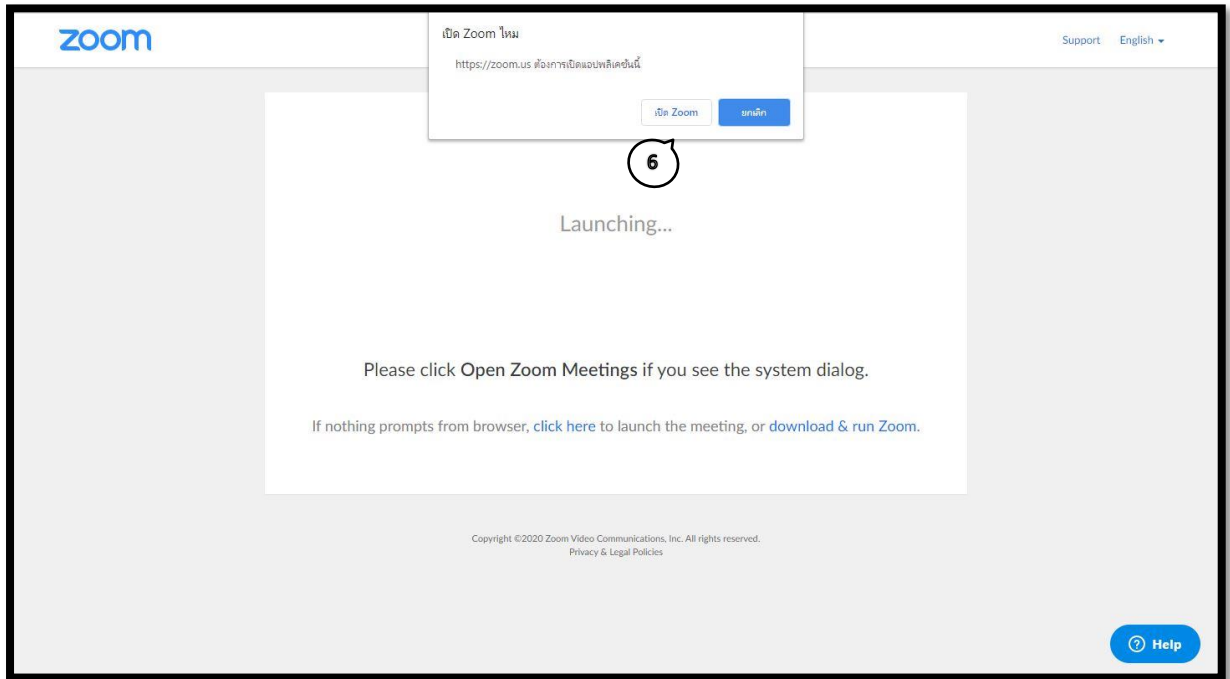 zoom
Support English
เปิด Zoom ไหม
https://zoom.us ต้องการเปิดแอปพลิเคชันนี้
เปิด Zoom ยกเลิก
6
Launching...
Please click Open Zoom Meetings if you see the system dialog.
If nothing prompts from browser, click here to launch the meeting, or download & run Zoom.
Copyright ©2020 Zoom Video Communications, Inc. All rights reserved.
Privacy & Legal Policies
Help